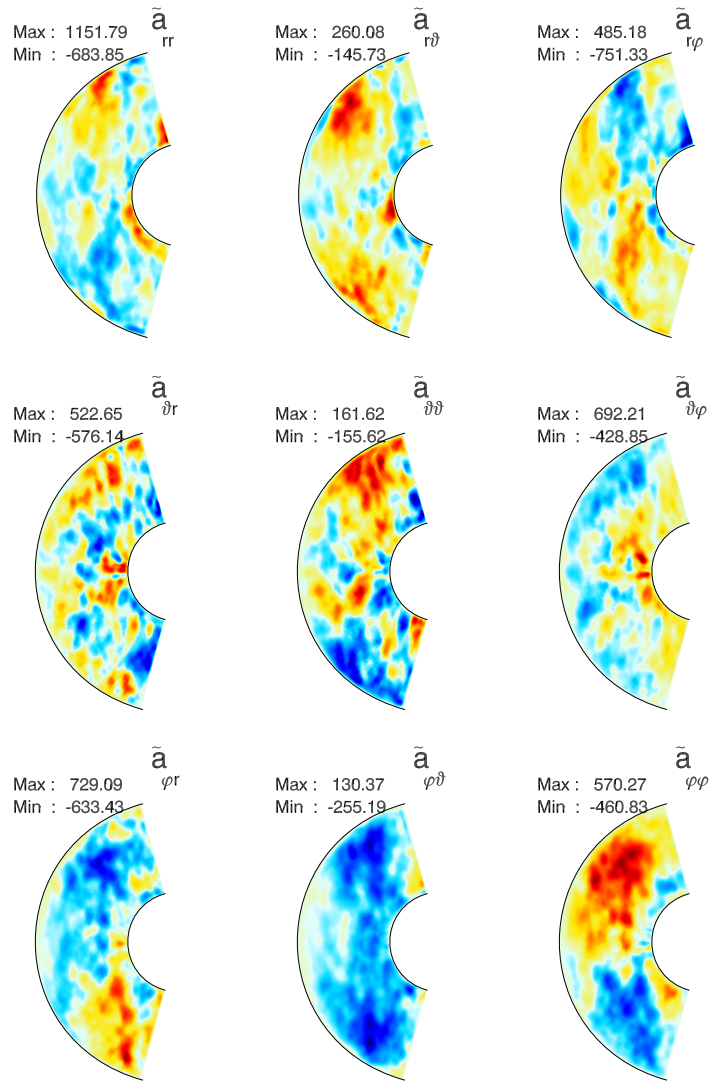 ã rr
Max : 1151.79
Min : -683.85
ã rϑ
Max : 260.08
Min : -145.73
ã rφ
Max : 485.18
Min : -751.33
ã ϑr
Max : 522.65
Min : -576.14
ã ϑϑ
Max : 161.62
Min : -155.62
ã ϑφ
Max : 692.21
Min : -428.85
ã φr
Max : 729.09
Min : -633.43
ã φϑ
Max : 130.37
Min : -255.19
ã φφ
Max : 570.27
Min : -460.83